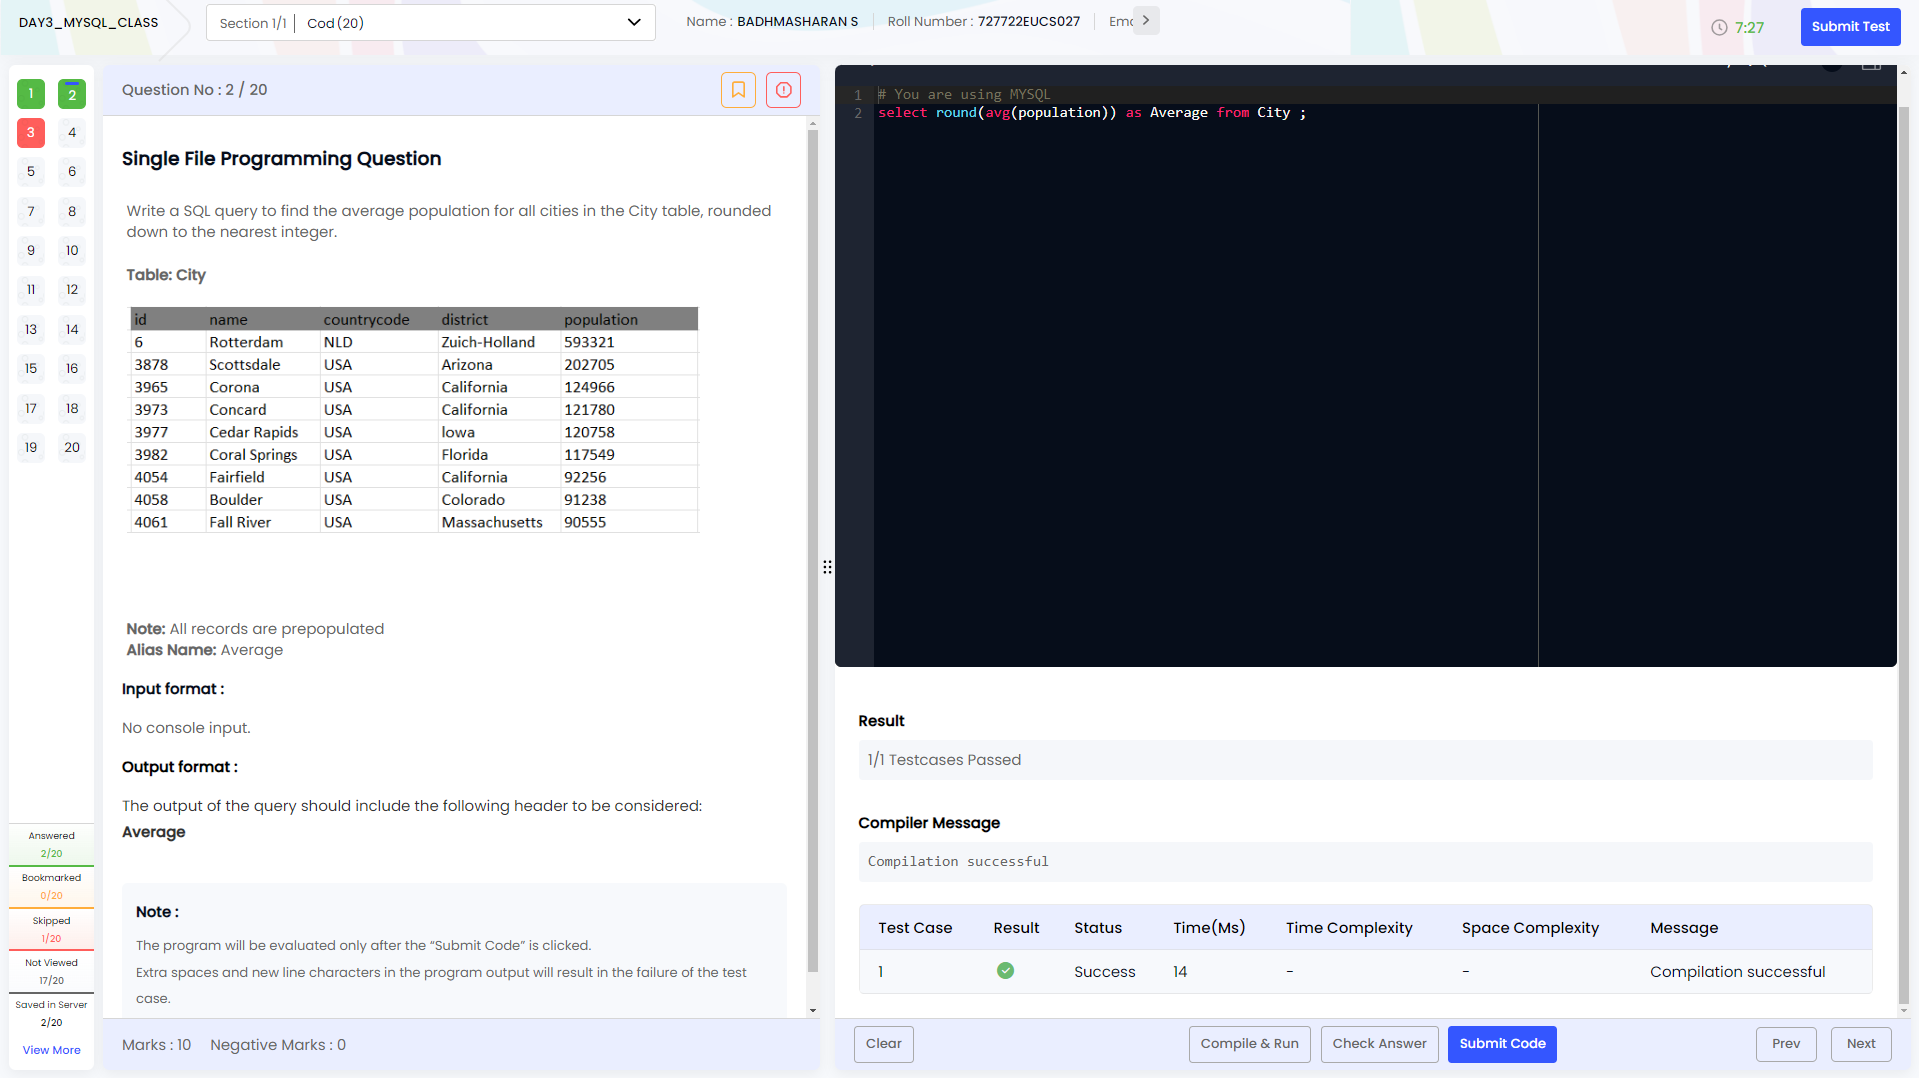 DAY3_MYSQL_CLASS
Section 1/1 | Cod (20)
Name : BADHMASHARAN S
Roll Number : 727722EUCS027
7:27
Submit Test
1 2
3 4
5 6
7 8
9 10
11 12
13 14
15 16
17 18
19 20
Answered
2/20
Bookmarked
0/20
Skipped
1/20
Not Viewed
17/20
Saved in Server
2/20
View More
Question No : 2 / 20
Single File Programming Question
Write a SQL query to find the average population for all cities in the City table, rounded
down to the nearest integer.
Table: City
id name countrycode district population
6 Rotterdam NLD Zuich-Holland 593321
3878 Scottsdale USA Arizona 202705
3965 Corona USA California 124966
3973 Concard USA California 121780
3977 Cedar Rapids USA Iowa 120758
3982 Coral Springs USA Florida 117549
4054 Fairfield USA California 92256
4058 Boulder USA Colorado 91238
4061 Fall River USA Massachusetts 90555
Note: All records are prepopulated
Alias Name: Average
Input format :
No console input.
Output format :
The output of the query should include the following header to be considered:
Average
Note :
The program will be evaluated only after the “Submit Code” is clicked.
Extra spaces and new line characters in the program output will result in the failure of the test
case.
Marks : 10 Negative Marks : 0
1 # You are using MYSQL
2 select round(avg(population)) as Average from City ;
Result
1/1 Testcases Passed
Compiler Message
Compilation successful
Test Case Result Status Time(Ms) Time Complexity Space Complexity Message
1 Success 14 - - Compilation successful
Clear
Compile & Run
Check Answer
Submit Code
Prev
Next